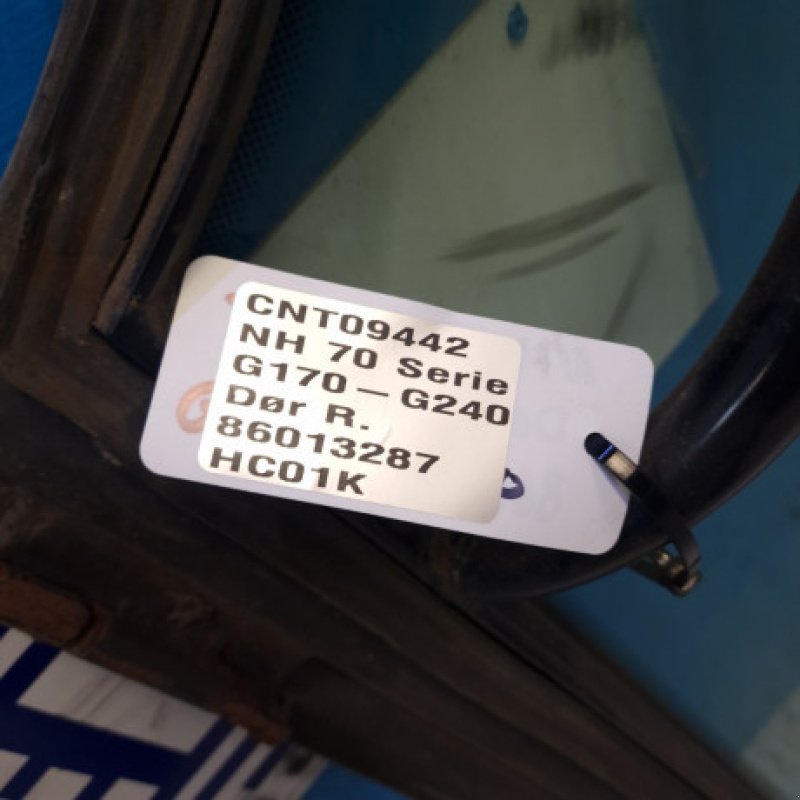 CNT09442
NH 70 Serie
G170-G240
Dør R.
86013287
HC01K